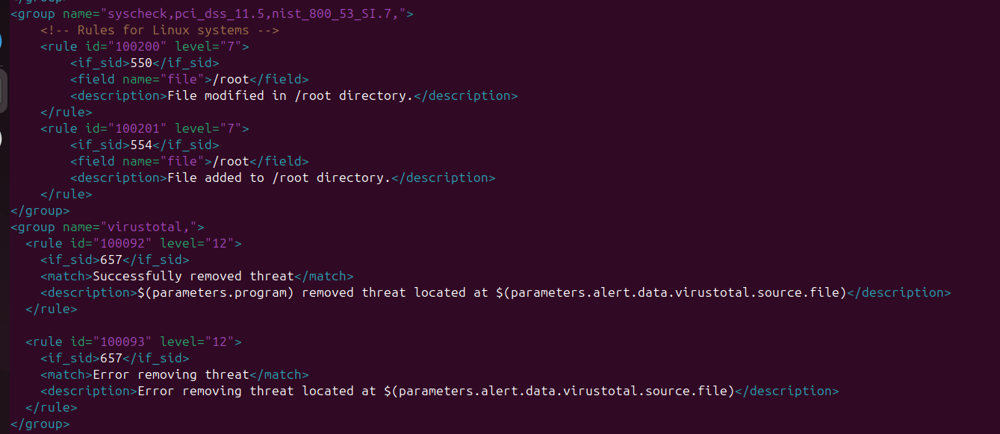 </group>
<group name="syscheck,pci_dss_11.5,nist_800_53_SI.7,">
    <!-- Rules for Linux systems -->
    <rule id="100200" level="7">
        <if_sid>550</if_sid>
        <field name="file">/root</field>
        <description>File modified in /root directory.</description>
    </rule>
    <rule id="100201" level="7">
        <if_sid>554</if_sid>
        <field name="file">/root</field>
        <description>File added to /root directory.</description>
    </rule>
</group>
<group name="virustotal,">
  <rule id="100092" level="12">
    <if_sid>657</if_sid>
    <match>Successfully removed threat</match>
    <description>$(parameters.program) removed threat located at $(parameters.alert.data.virustotal.source.file)</description>
  </rule>

  <rule id="100093" level="12">
    <if_sid>657</if_sid>
    <match>Error removing threat</match>
    <description>Error removing threat located at $(parameters.alert.data.virustotal.source.file)</description>
  </rule>
</group>